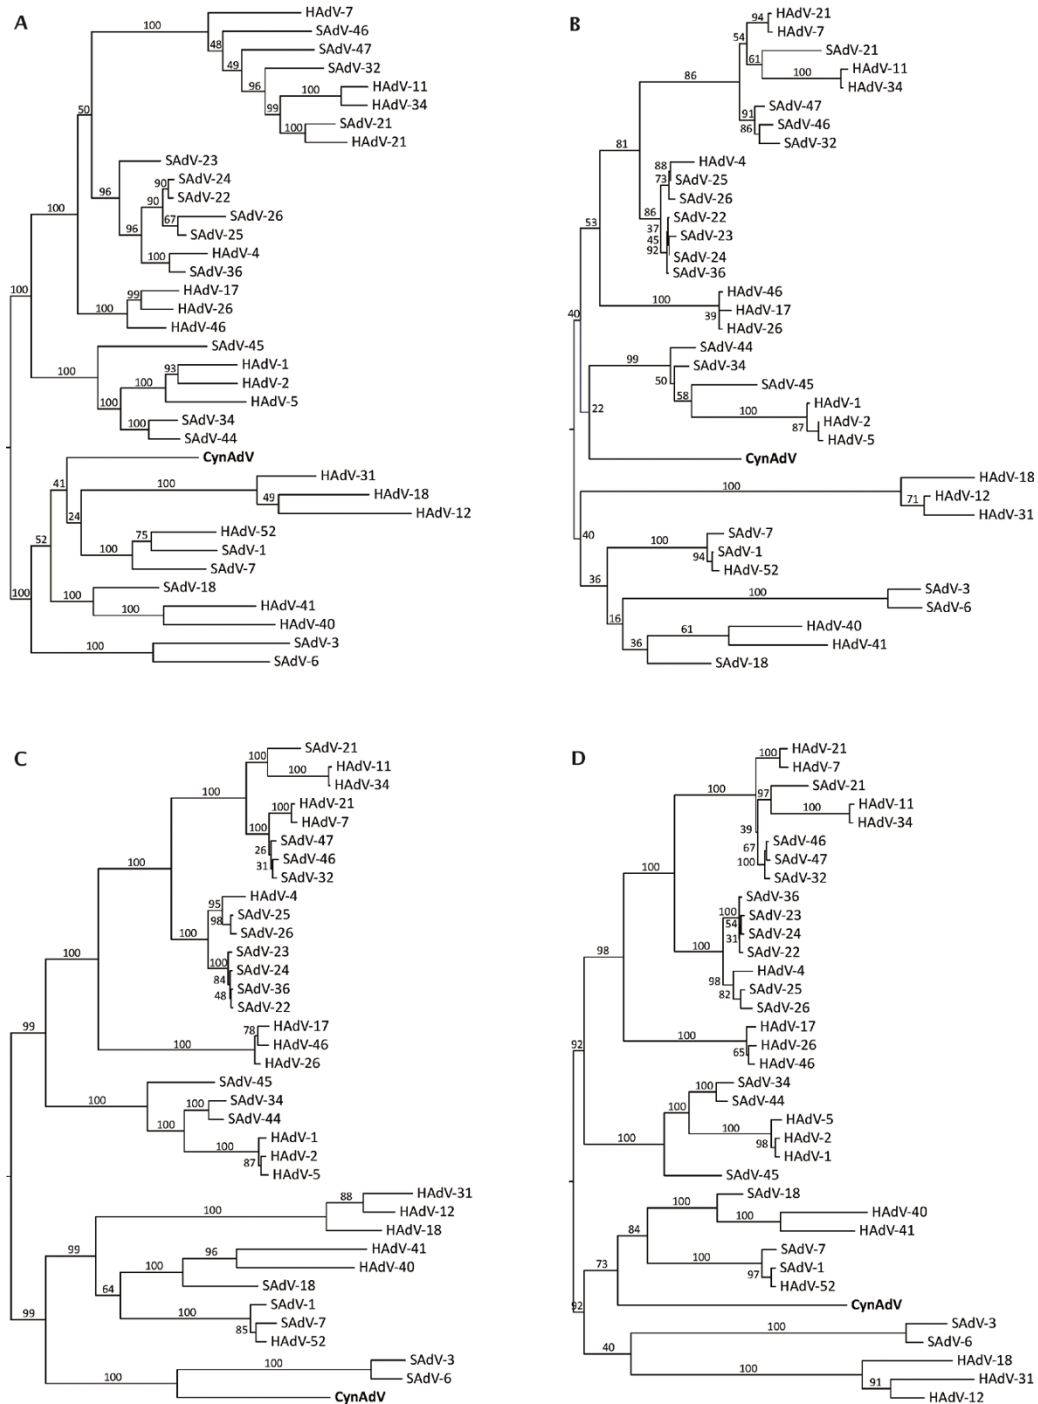 A
HAdV-7
100
SAdV-46
48
SAdV-47
49
SAdV-32
96
HAdV-11
100
99
HAdV-34
50
SAdV-21
100
HAdV-21
SAdV-23
SAdV-24
90
96
SAdV-22
90
SAdV-26
67
100
SAdV-25
96
HAdV-4
100
SAdV-36
HAdV-17
99
100
HAdV-26
100
HAdV-46
SAdV-45
HAdV-1
100
93
HAdV-2
100
HAdV-5
100
SAdV-34
100
SAdV-44
CynAdV
HAdV-31
41
100
HAdV-18
49
HAdV-12
24
HAdV-52
75
52
SAdV-1
100
SAdV-7
SAdV-18
100
100
HAdV-41
100
HAdV-40
SAdV-3
100
SAdV-6
B
HAdV-21
94
HAdV-7
54
SAdV-21
61
HAdV-11
100
86
HAdV-34
SAdV-47
91
SAdV-46
86
SAdV-32
81
HAdV-4
88
SAdV-25
73
SAdV-26
86
SAdV-22
53
37
SAdV-23
45
92
SAdV-24
SAdV-36
HAdV-46
100
HAdV-17
40
39
HAdV-26
SAdV-44
99
SAdV-34
50
SAdV-45
58
HAdV-1
22
100
HAdV-2
87
HAdV-5
CynAdV
HAdV-18
100
HAdV-12
71
HAdV-31
40
SAdV-7
100
SAdV-1
94
HAdV-52
36
SAdV-3
100
SAdV-6
16
HAdV-40
61
36
HAdV-41
SAdV-18
C
SAdV-21
100
HAdV-11
100
HAdV-34
100
HAdV-21
100
HAdV-7
100
SAdV-47
26
SAdV-46
31
SAdV-32
100
HAdV-4
95
SAdV-25
98
SAdV-26
100
SAdV-23
100
SAdV-24
84
SAdV-36
48
SAdV-22
100
HAdV-17
78
HAdV-46
100
HAdV-26
99
SAdV-45
SAdV-34
100
100
SAdV-44
100
HAdV-1
100
HAdV-2
87
HAdV-5
HAdV-31
88
HAdV-12
100
HAdV-18
99
HAdV-41
96
HAdV-40
100
64
SAdV-18
SAdV-1
100
SAdV-7
85
99
HAdV-52
SAdV-3
100
SAdV-6
100
CynAdV
D
HAdV-21
100
HAdV-7
100
SAdV-21
97
HAdV-11
100
HAdV-34
39
SAdV-46
67
SAdV-47
100
SAdV-32
100
SAdV-36
100
SAdV-23
54
SAdV-24
31
SAdV-22
100
98
HAdV-4
98
SAdV-25
82
SAdV-26
HAdV-17
100
HAdV-26
65
92
HAdV-46
SAdV-34
100
SAdV-44
100
HAdV-5
100
HAdV-2
98
100
HAdV-1
SAdV-45
SAdV-18
100
HAdV-40
100
84
HAdV-41
SAdV-7
100
73
SAdV-1
97
HAdV-52
CynAdV
92
SAdV-3
100
SAdV-6
40
HAdV-18
100
HAdV-31
91
HAdV-12